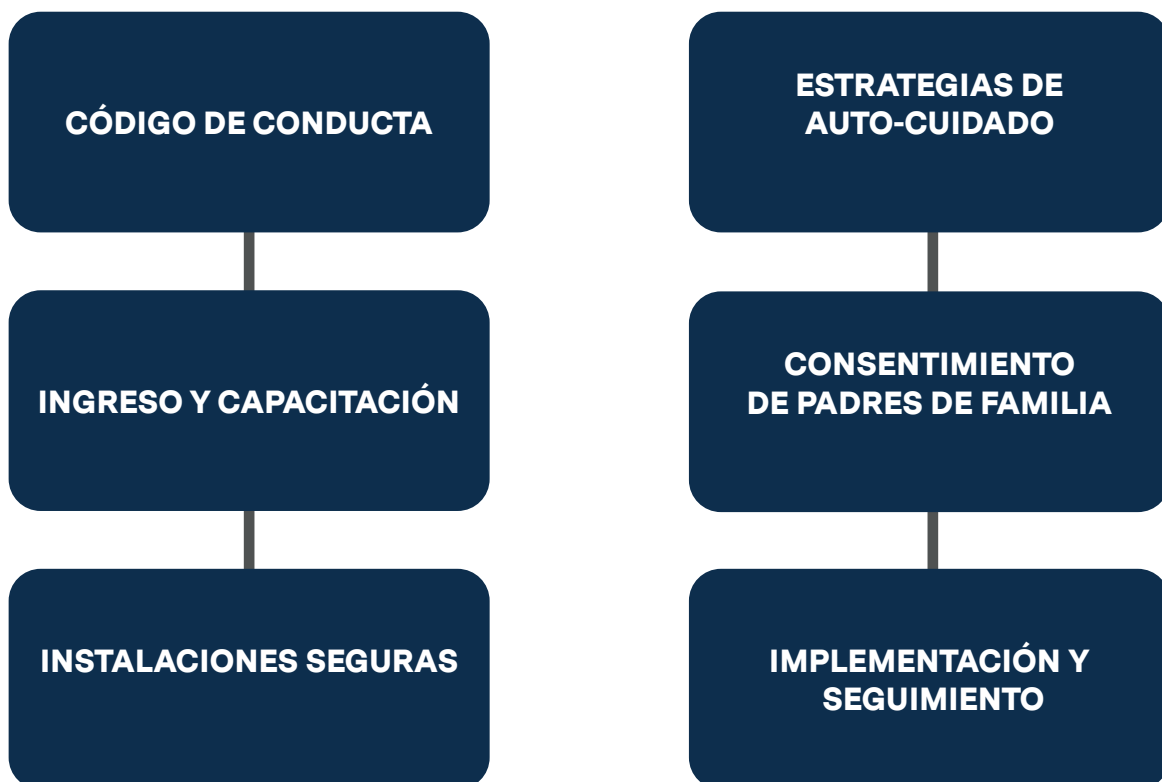 CÓDIGO DE CONDUCTA
INGRESO Y CAPACITACIÓN
INSTALACIONES SEGURAS
ESTRATEGIAS DE
AUTO-CUIDADO
CONSENTIMIENTO
DE PADRES DE FAMILIA
IMPLEMENTACIÓN Y
SEGUIMIENTO